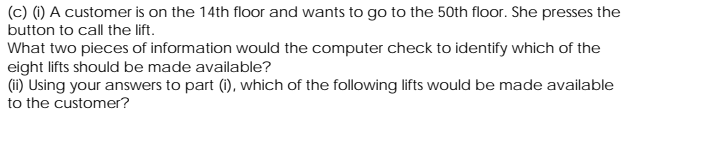 (c) (i) A customer is on the 14th floor and wants to go to the 50th floor. She presses the
button to call the lift.
What two pieces of information would the computer check to identify which of the
eight lifts should be made available?
(ii) Using your answers to part (i), which of the following lifts would be made available
to the customer?